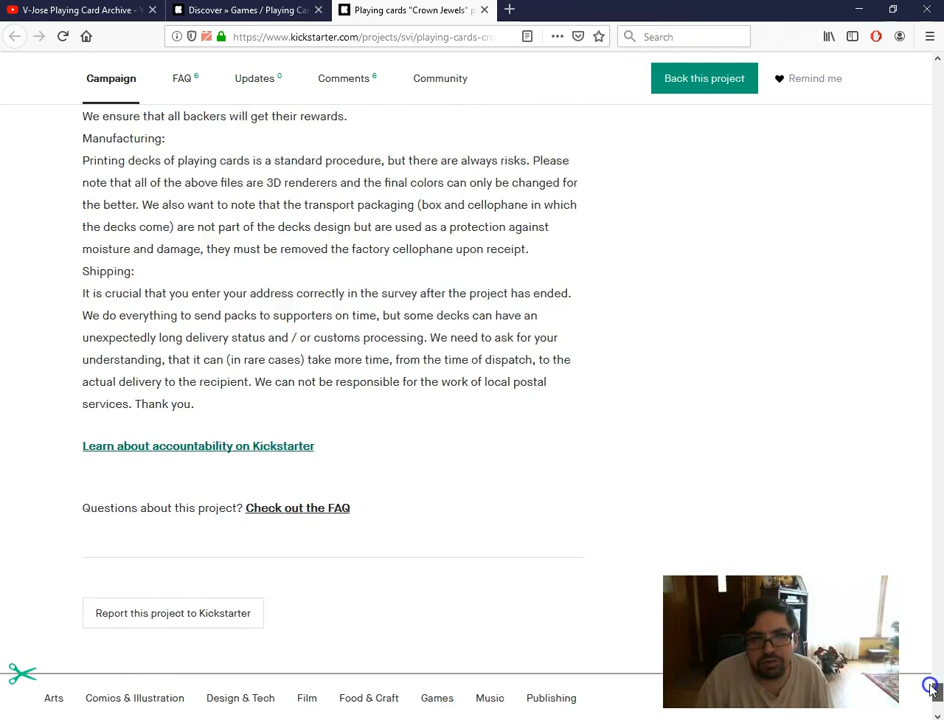 V-Jose Playing Card Archive - Y
Discover » Games / Playing Ca
Playing cards "Crown Jewels" p
https://www.kickstarter.com/projects/svi/playing-cards-cro
Search
Campaign FAQ 6 Updates 0 Comments 6 Community Back this project Remind me
We ensure that all backers will get their rewards.
Manufacturing:
Printing decks of playing cards is a standard procedure, but there are always risks. Please
note that all of the above files are 3D renderers and the final colors can only be changed for
the better. We also want to note that the transport packaging (box and cellophane in which
the decks come) are not part of the decks design but are used as a protection against
moisture and damage, they must be removed the factory cellophane upon receipt.
Shipping:
It is crucial that you enter your address correctly in the survey after the project has ended.
We do everything to send packs to supporters on time, but some decks can have an
unexpectedly long delivery status and / or customs processing. We need to ask for your
understanding, that it can (in rare cases) take more time, from the time of dispatch, to the
actual delivery to the recipient. We can not be responsible for the work of local postal
services. Thank you.
Learn about accountability on Kickstarter
Questions about this project? Check out the FAQ
Report this project to Kickstarter
Arts Comics & Illustration Design & Tech Film Food & Craft Games Music Publishing